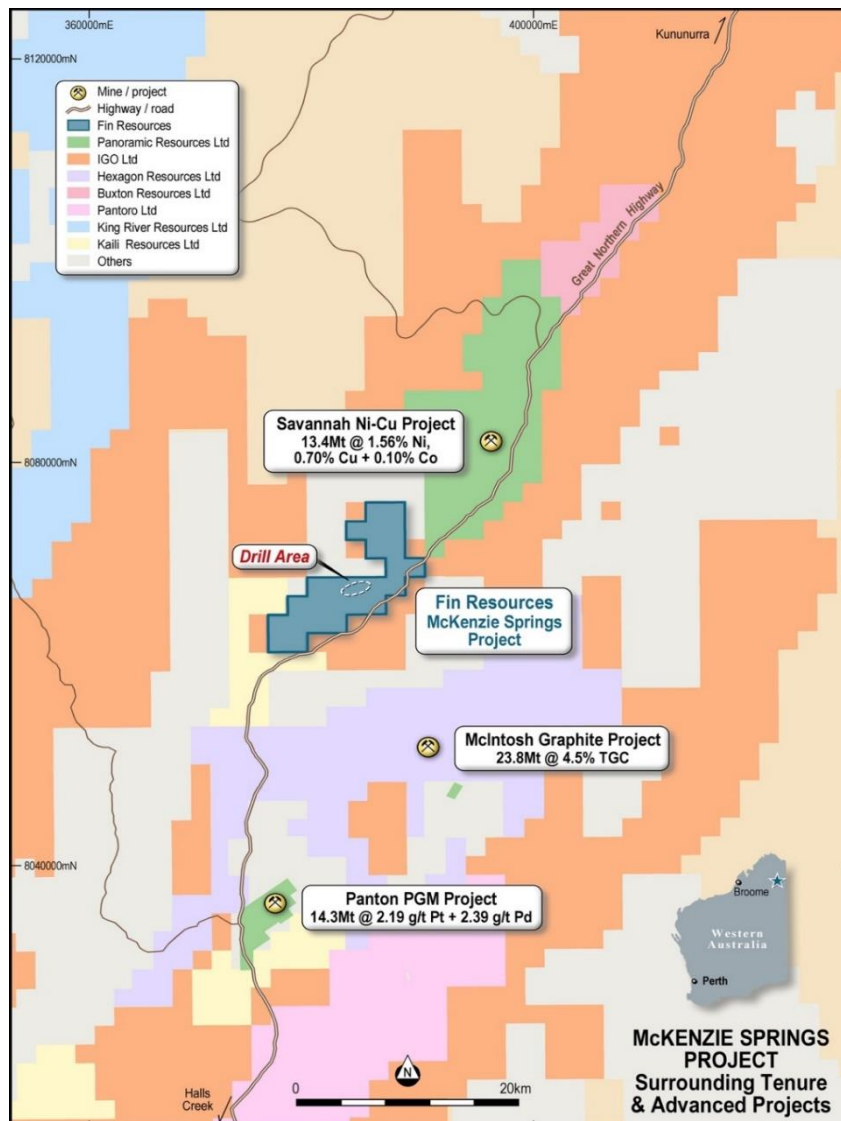 360000mE
400000mE
Kununurra
8120000mN
Mine / project
Highway / road
Fin Resources
Panoramic Resources Ltd
IGO Ltd
Hexagon Resources Ltd
Buxton Resources Ltd
Pantoro Ltd
King River Resources Ltd
Kaili Resources Ltd
Others
Great Northern Highway
Savannah Ni-Cu Project
13.4Mt @ 1.56% Ni,
0.70% Cu + 0.10% Co
8080000mN
Drill Area
Fin Resources
McKenzie Springs
Project
McIntosh Graphite Project
23.8Mt @ 4.5% TGC
8040000mN
Panton PGM Project
14.3Mt @ 2.19 g/t Pt + 2.39 g/t Pd
Broome
Western
Australia
Perth
McKENZIE SPRINGS
PROJECT
Surrounding Tenure
& Advanced Projects
Halls
Creek
N
0
20km